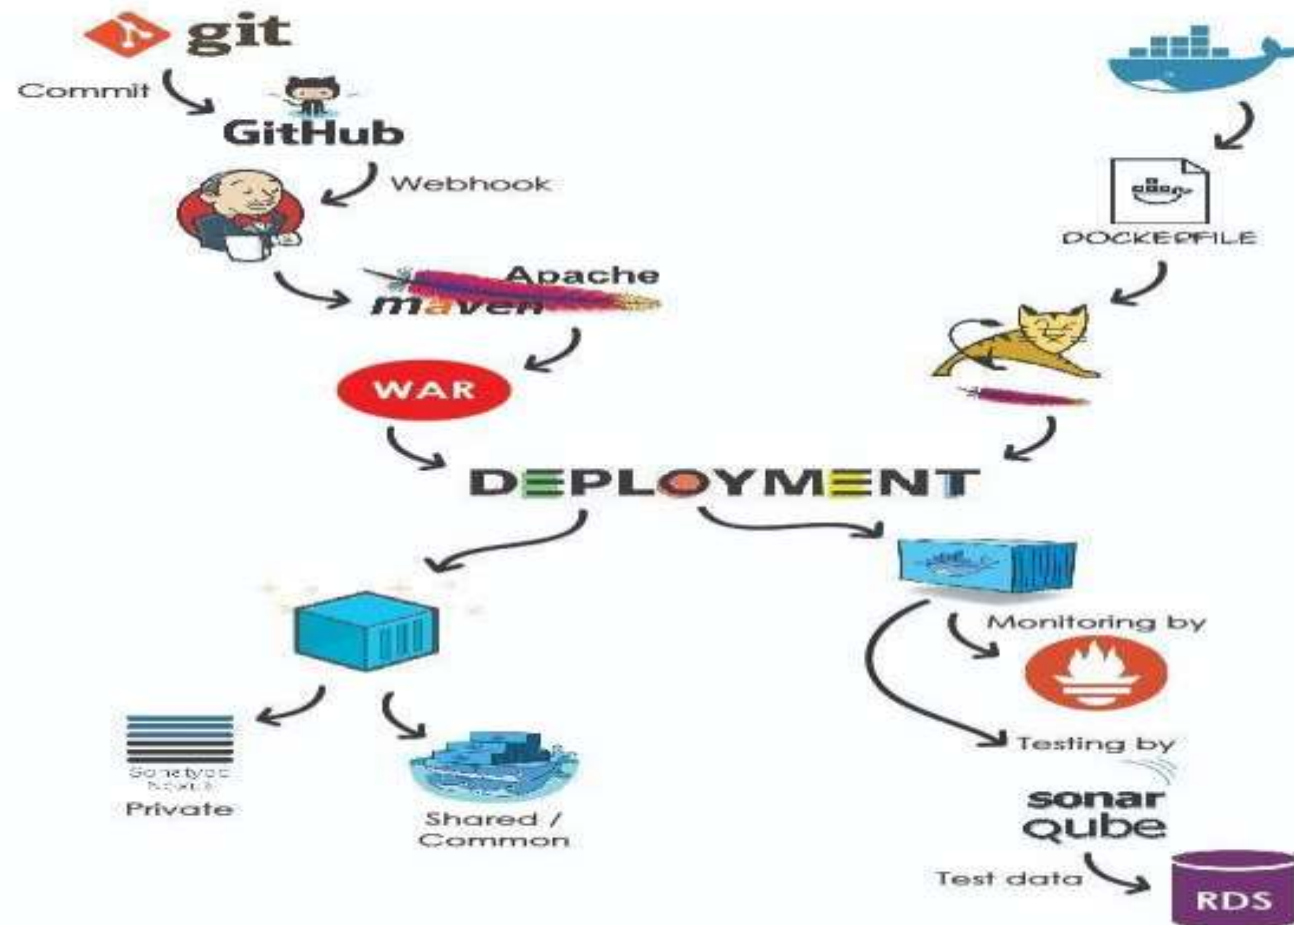 git
Commit
GitHub
Webhook
Apache
maven
WAR
DOCKERFILE
DEPLOYMENT
Private
Shared /
Common
Monitoring by
Testing by
sonar
qube
Test data
RDS